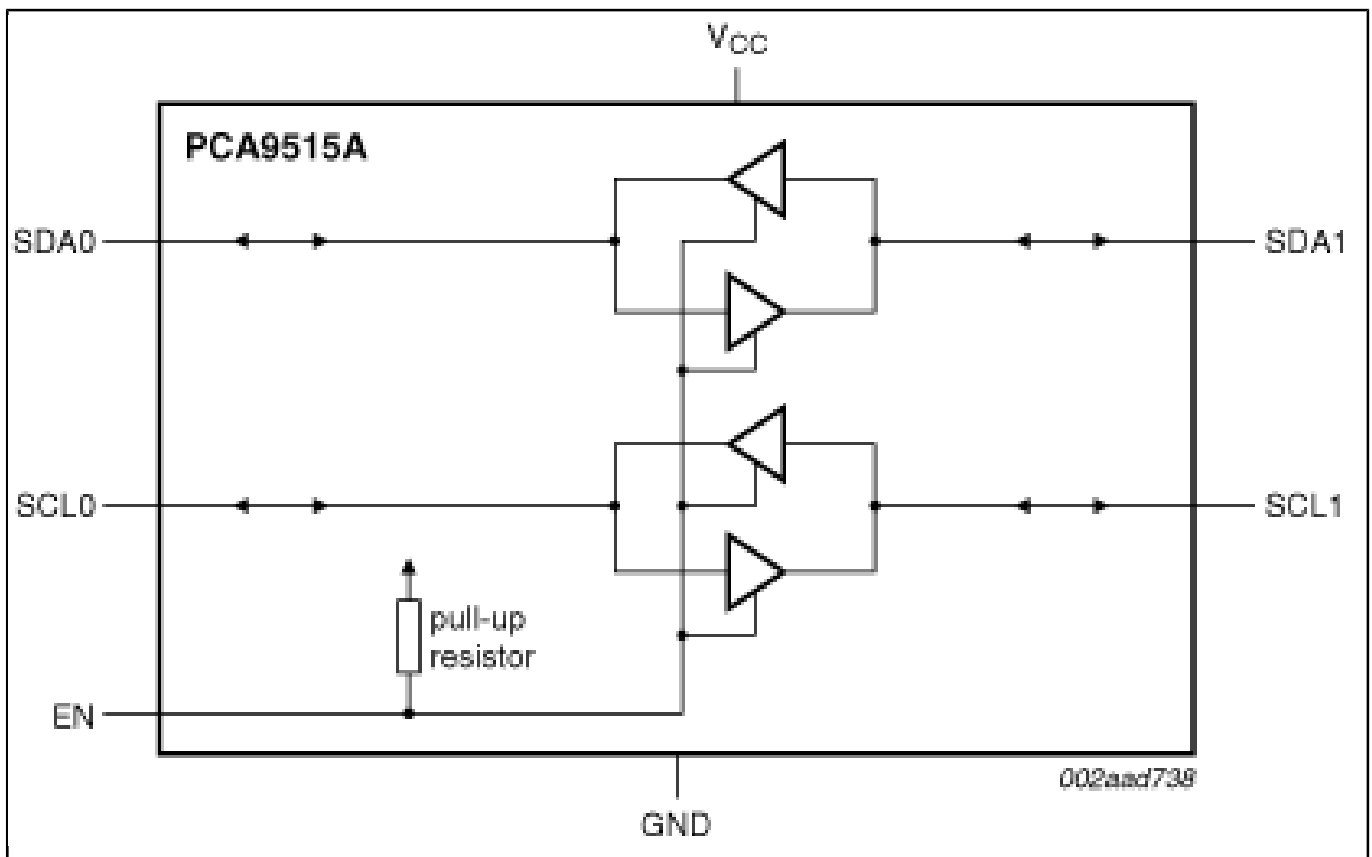 VCC
PCA9515A
SDA0
SDA1
SCL0
SCL1
pull-up
resistor
EN
002aad738
GND